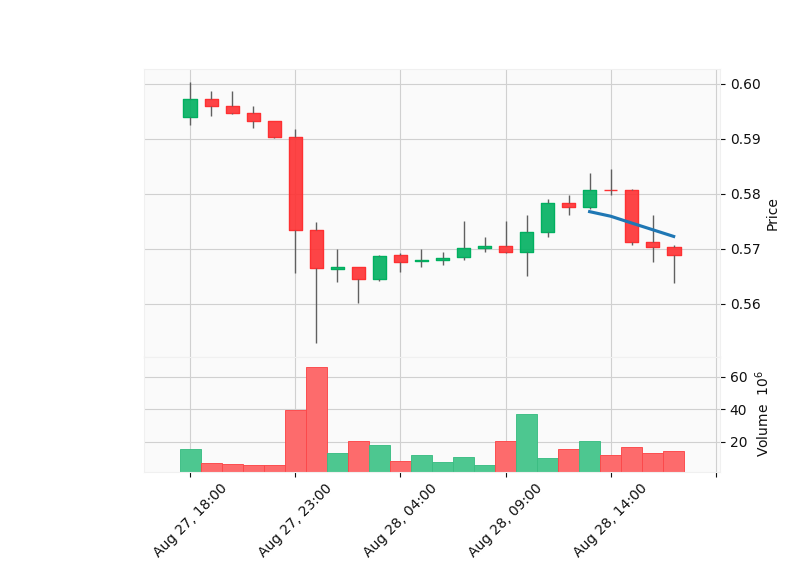 0.60
0.59
0.58
0.57
0.56
Price
60
40
20
Volume 10^6
Aug 27, 18:00
Aug 27, 23:00
Aug 28, 04:00
Aug 28, 09:00
Aug 28, 14:00